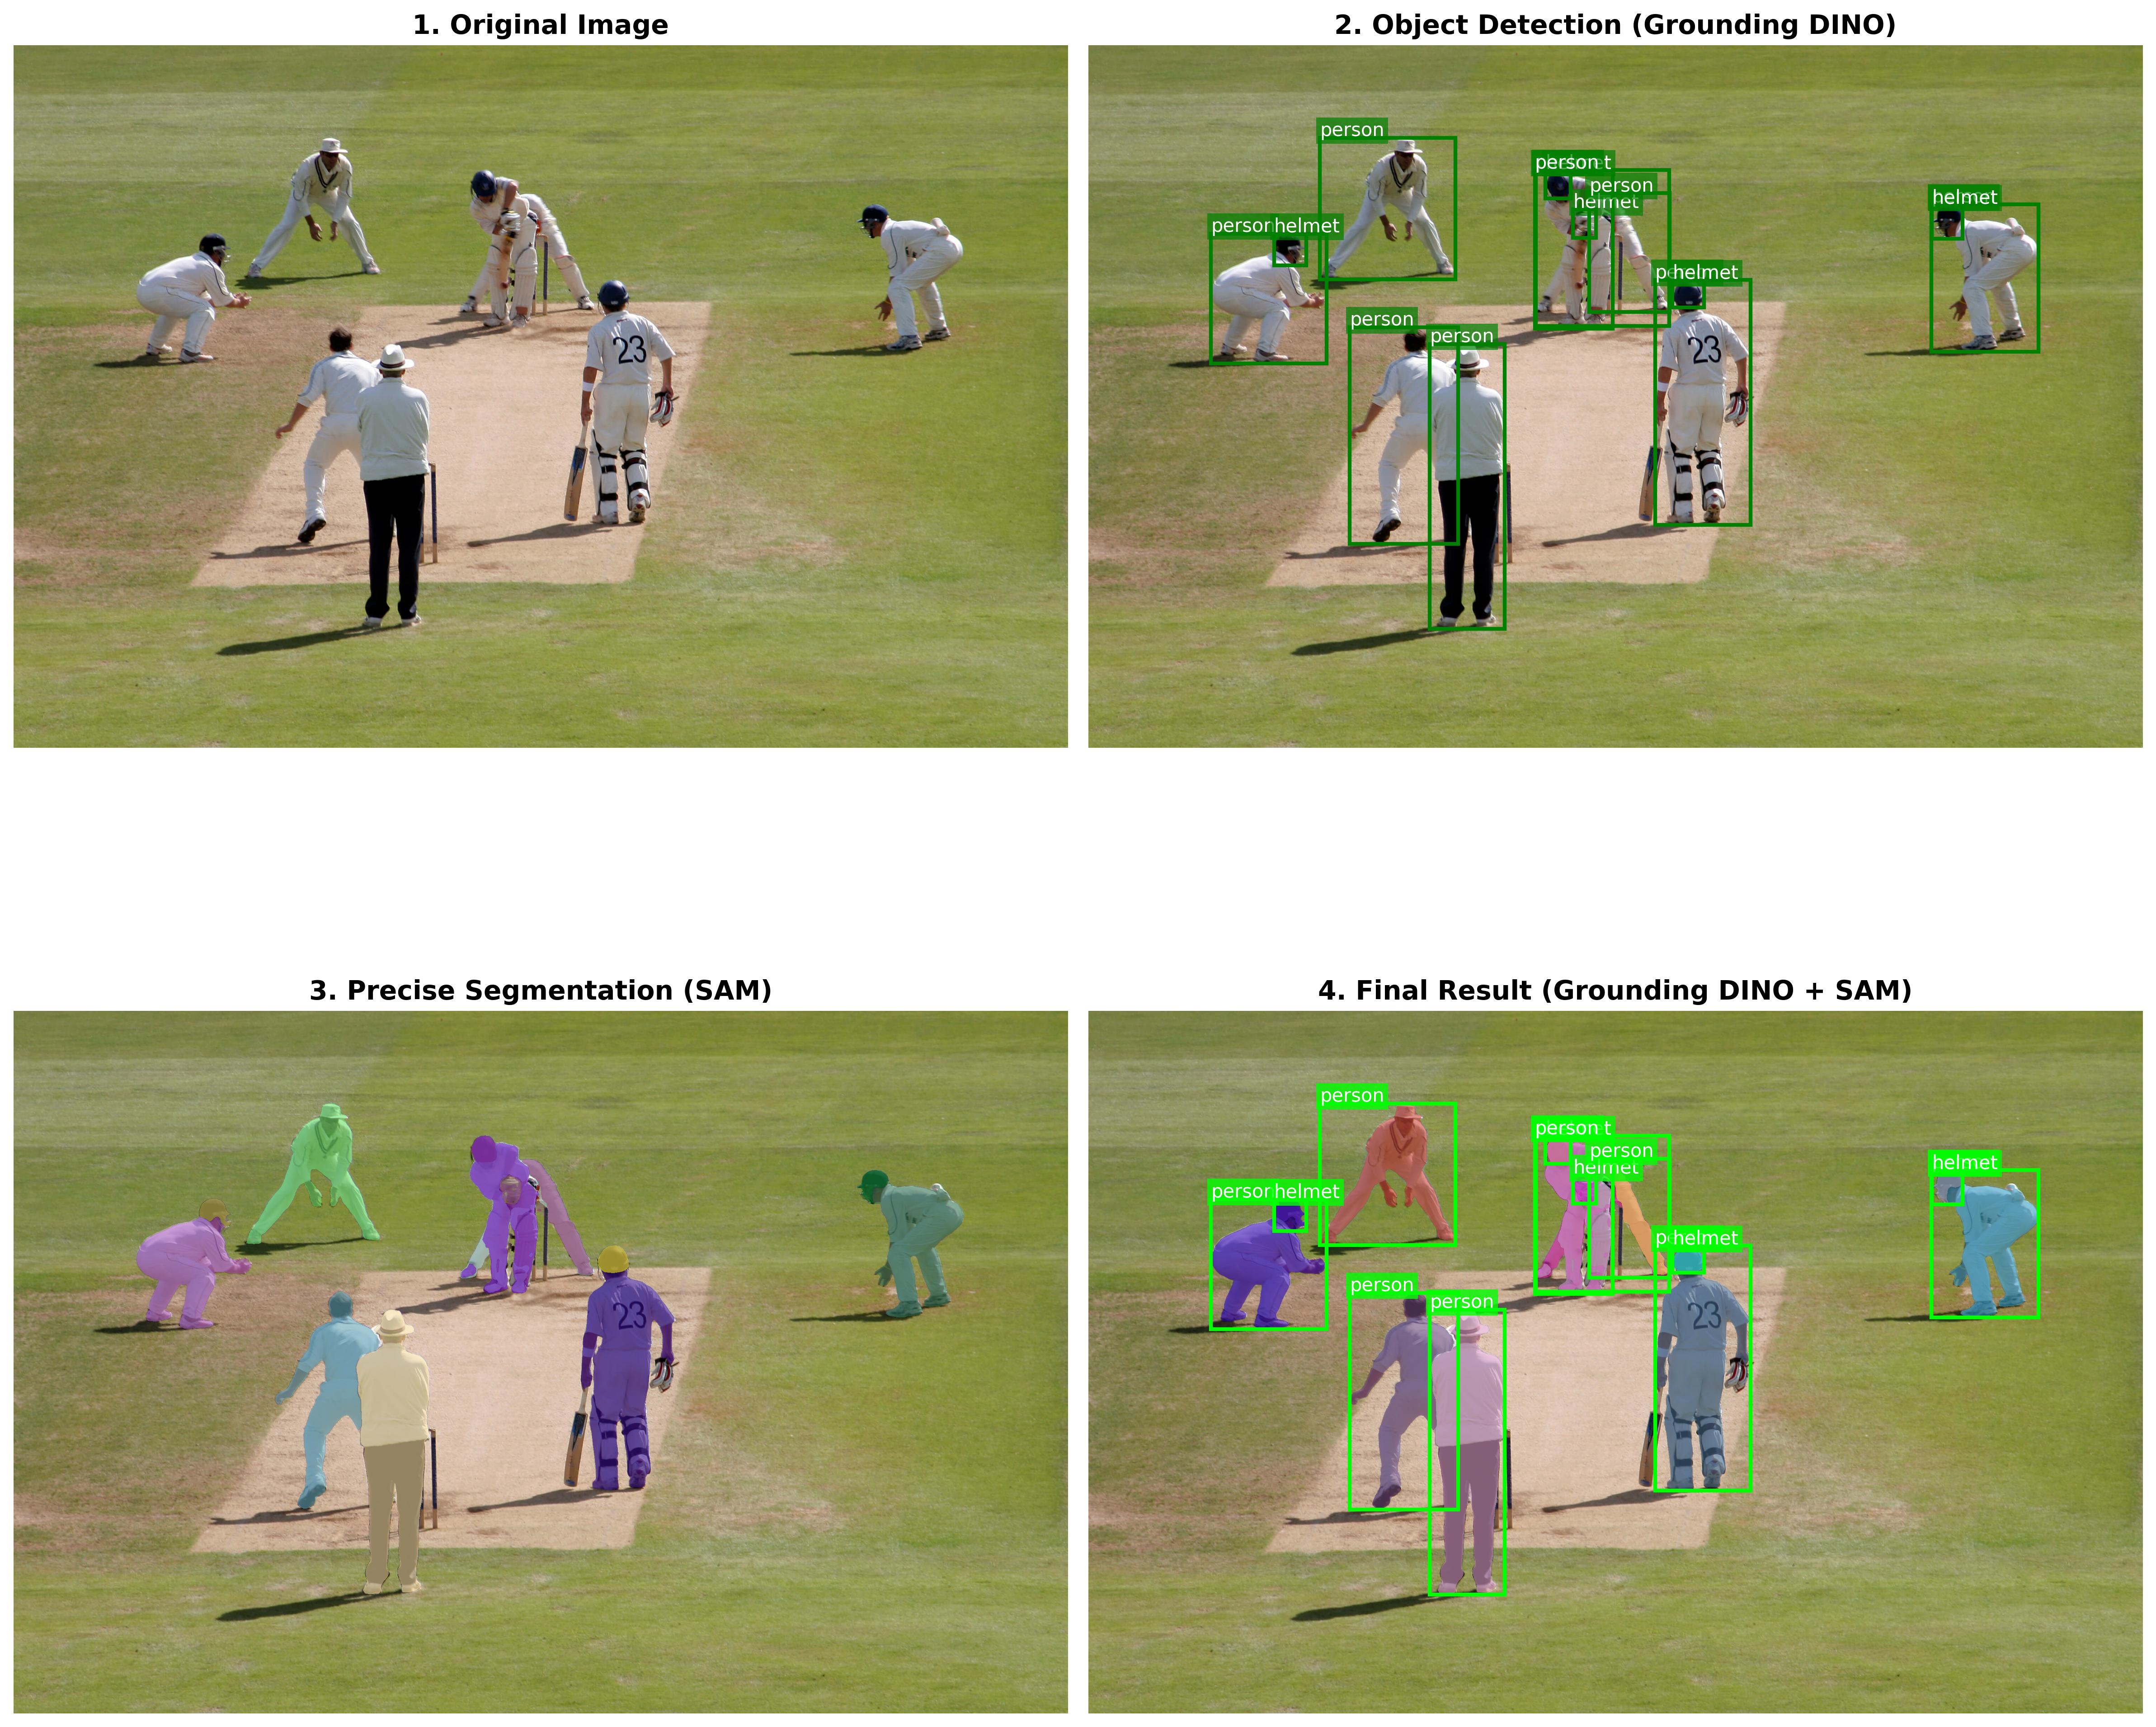 1. Original Image
2. Object Detection (Grounding DINO)
23
person
person t
person
helmet
helmet
person
helmet
p
helmet
person
person
23
3. Precise Segmentation (SAM)
4. Final Result (Grounding DINO + SAM)
23
person
person t
person
helmet
helmet
person
helmet
p
helmet
person
person
23